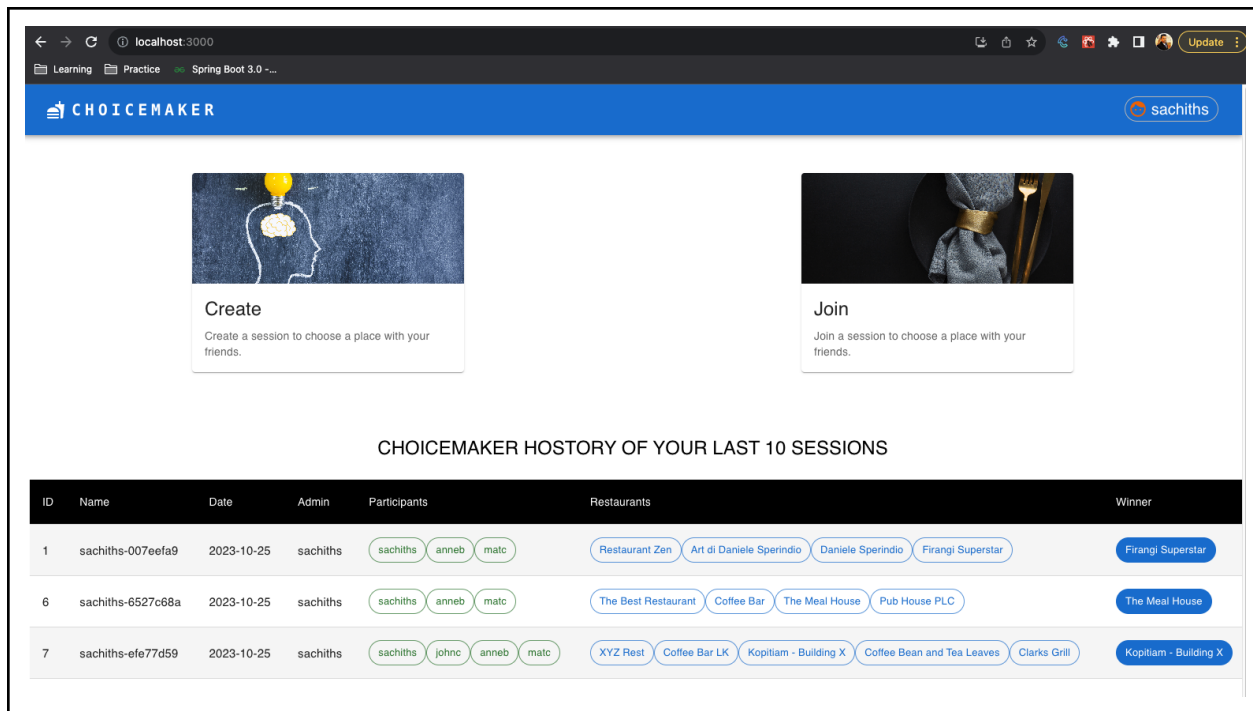 localhost:3000
Update
Learning Practice Spring Boot 3.0 -...
CHOICEMAKER
sachiths
Create
Create a session to choose a place with your
friends.
Join
Join a session to choose a place with your
friends.
CHOICEMAKER HOSTORY OF YOUR LAST 10 SESSIONS
ID Name Date Admin Participants Restaurants Winner
1 sachiths-007eefa9 2023-10-25 sachiths sachiths anneb matc Restaurant Zen Art di Daniele Sperindio Daniele Sperindio Firangi Superstar Firangi Superstar
6 sachiths-6527c68a 2023-10-25 sachiths sachiths anneb matc The Best Restaurant Coffee Bar The Meal House Pub House PLC The Meal House
7 sachiths-efe77d59 2023-10-25 sachiths sachiths johnc anneb matc XYZ Rest Coffee Bar LK Kopitiam - Building X Coffee Bean and Tea Leaves Clarks Grill Kopitiam - Building X